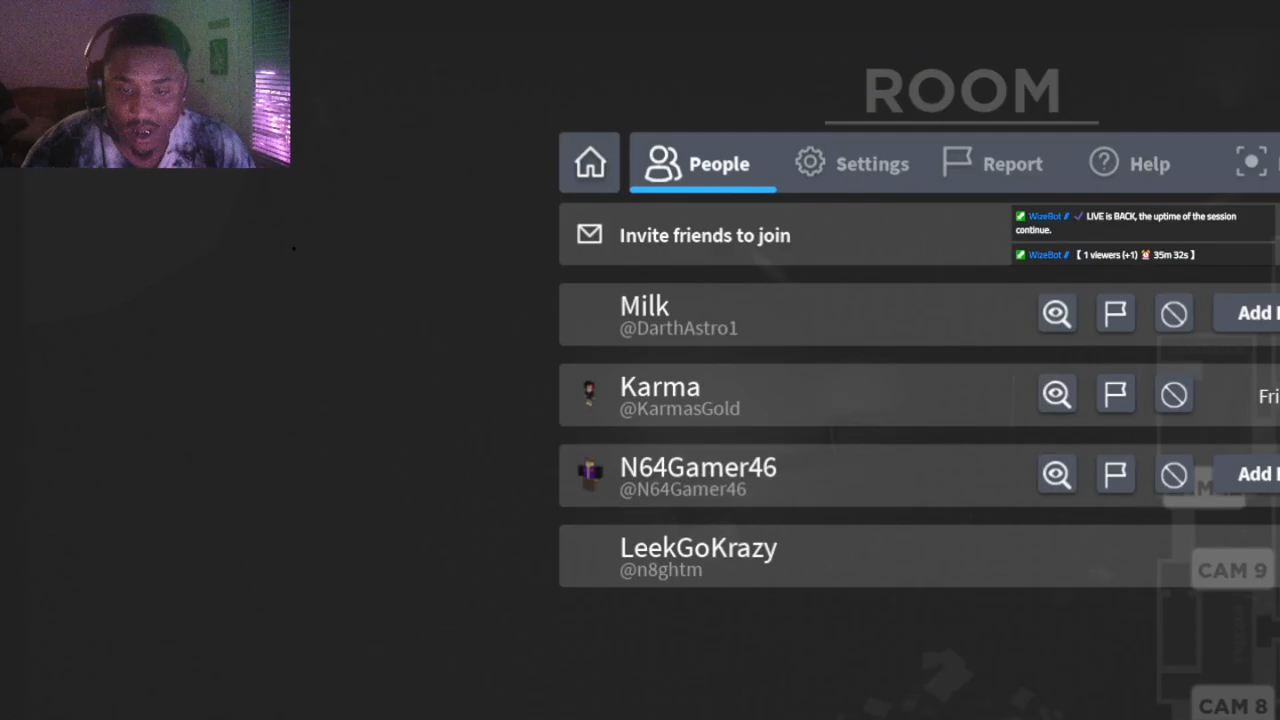 ROOM
People
Settings
Report
Help
Invite friends to join
WizeBot // LIVE is BACK, the uptime of the session
continue.
WizeBot // 【 1 viewers (+1) 35m 32s 】
Milk
@DarthAstro1
Add
Karma
@KarmasGold
Fri
N64Gamer46
@N64Gamer46
Add
LeekGoKrazy
@n8ghtm
CAM 9
CAM 8